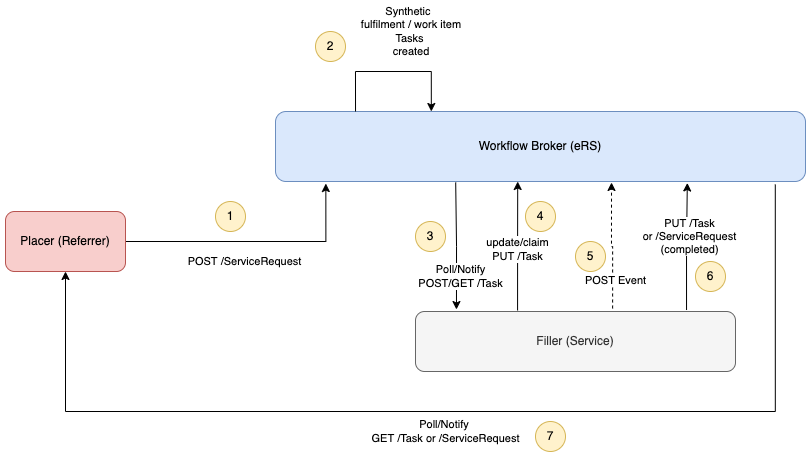 Synthetic
fulfilment / work item
Tasks
created
2
Workflow Broker (eRS)
1
Placer (Referrer)
POST /ServiceRequest
3
Poll/Notify
POST/GET /Task
4
update/claim
PUT /Task
5
POST Event
PUT /Task
or /ServiceRequest
(completed)
6
Filler (Service)
Poll/Notify
GET /Task or /ServiceRequest
7